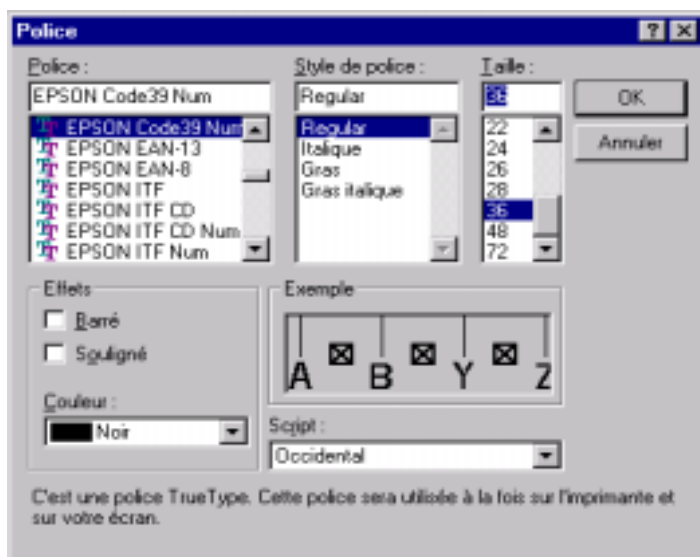 Police
Police :
EPSON Code39 Num
EPSON Code39 Num
EPSON EAN-13
EPSON EAN-8
EPSON ITF
EPSON ITF CD
EPSON ITF CD Num
EPSON ITF Num
Style de police :
Regular
Regular
Italique
Gras
Gras italique
Taille :
36
22
24
26
28
36
48
72
OK
Annuler
Effets
Barré
Souligné
Couleur :
Noir
Exemple
A B Y Z
Script :
Occidental
C'est une police TrueType. Cette police sera utilisée à la fois sur l'imprimante et
sur votre écran.